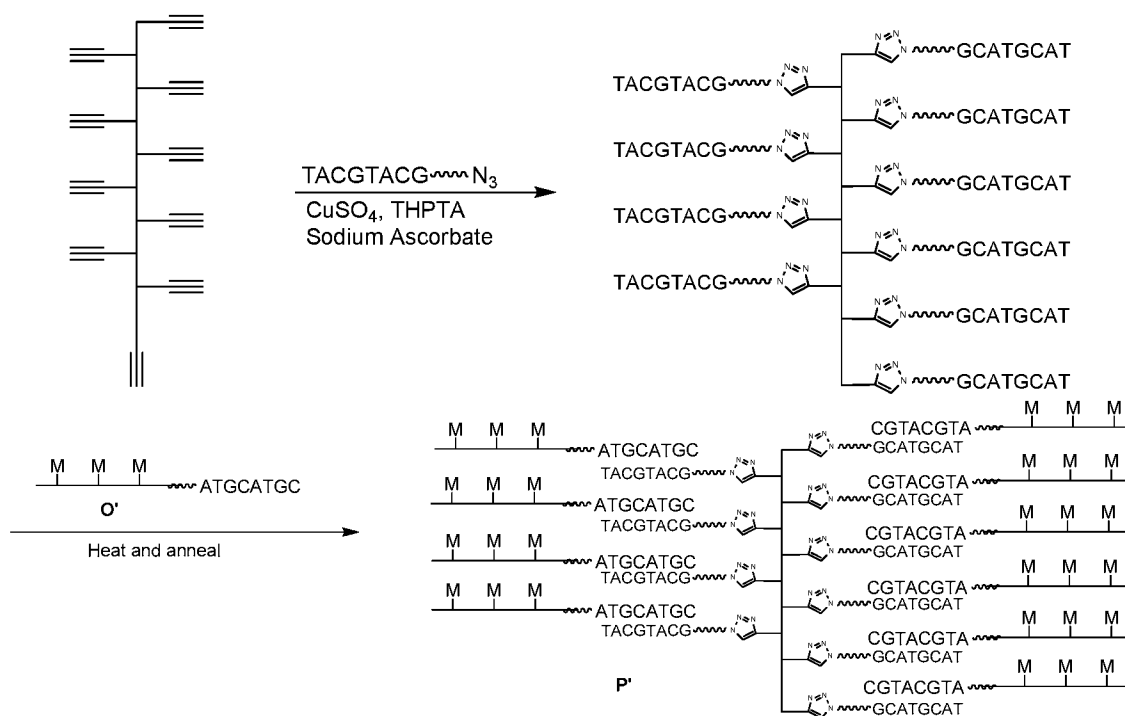 TACGTACG N₃
CuSO₄, THPTA
Sodium Ascorbate
N N N GCATGCAT
TACGTACG N N N
N N N GCATGCAT
TACGTACG N N N
N N N GCATGCAT
TACGTACG N N N
N N N GCATGCAT
TACGTACG N N N
N N N GCATGCAT
N N N GCATGCAT
M M M
ATGCATGC
O'
Heat and anneal
M M M
ATGCATGC
TACGTACG N N N
M M M
ATGCATGC
TACGTACG N N N
M M M
ATGCATGC
TACGTACG N N N
M M M
ATGCATGC
TACGTACG N N N
M M M
CGTACGTA
N N N GCATGCAT
M M M
CGTACGTA
N N N GCATGCAT
M M M
CGTACGTA
N N N GCATGCAT
M M M
CGTACGTA
N N N GCATGCAT
M M M
CGTACGTA
N N N GCATGCAT
M M M
CGTACGTA
N N N GCATGCAT
P'